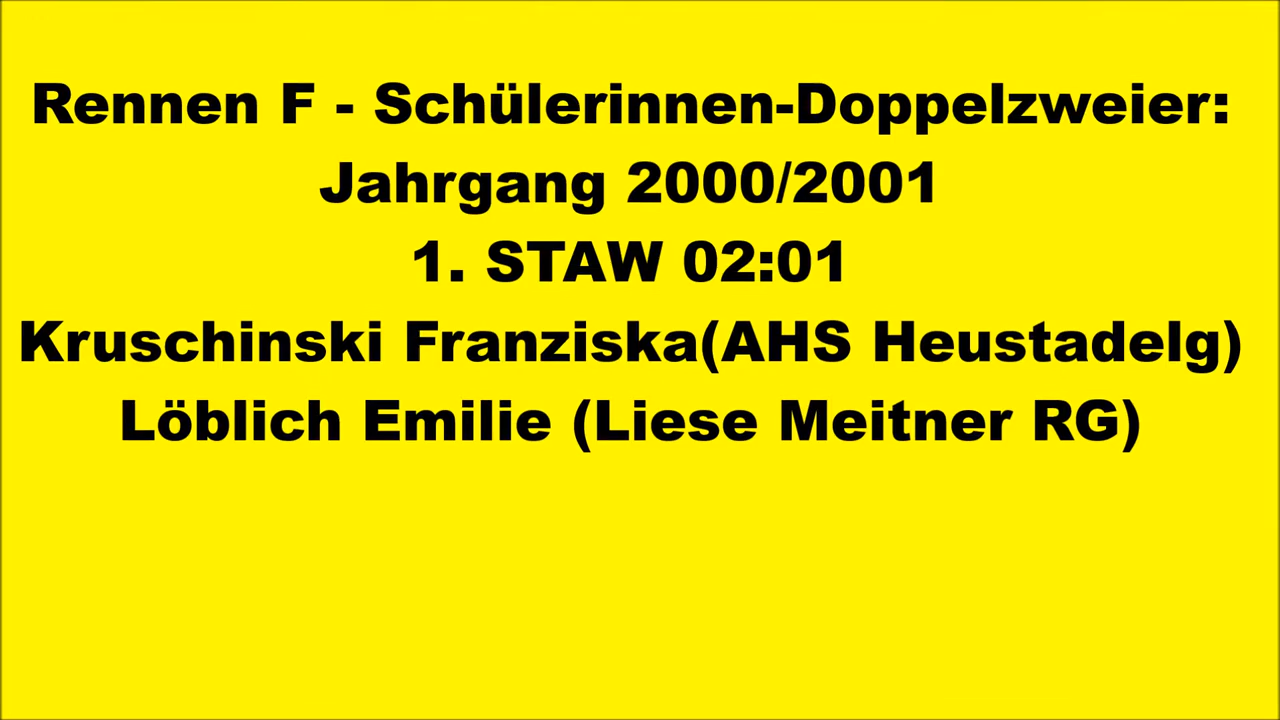 Rennen F - Schülerinnen-Doppelzweier:
Jahrgang 2000/2001
1. STAW 02:01
Kruschinski Franziska(AHS Heustadelg)
Löblich Emilie (Liese Meitner RG)